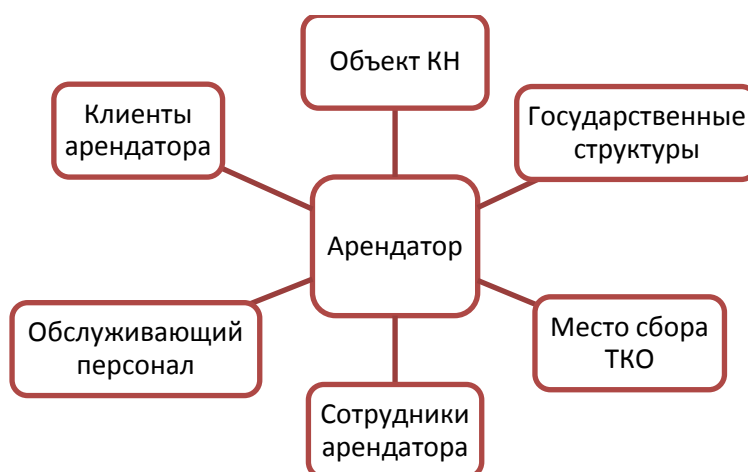 Объект КН
Клиенты
арендатора
Государственные
структуры
Арендатор
Обслуживающий
персонал
Место сбора
ТКО
Сотрудники
арендатора